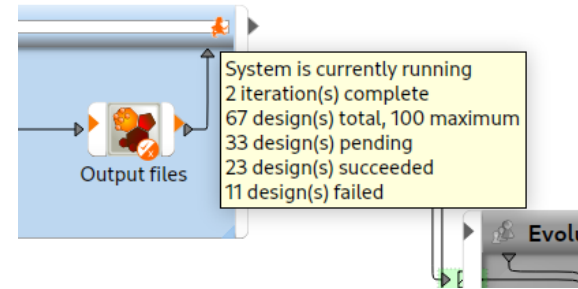 System is currently running
2 iteration(s) complete
67 design(s) total, 100 maximum
33 design(s) pending
23 design(s) succeeded
11 design(s) failed
Output files
Evolu